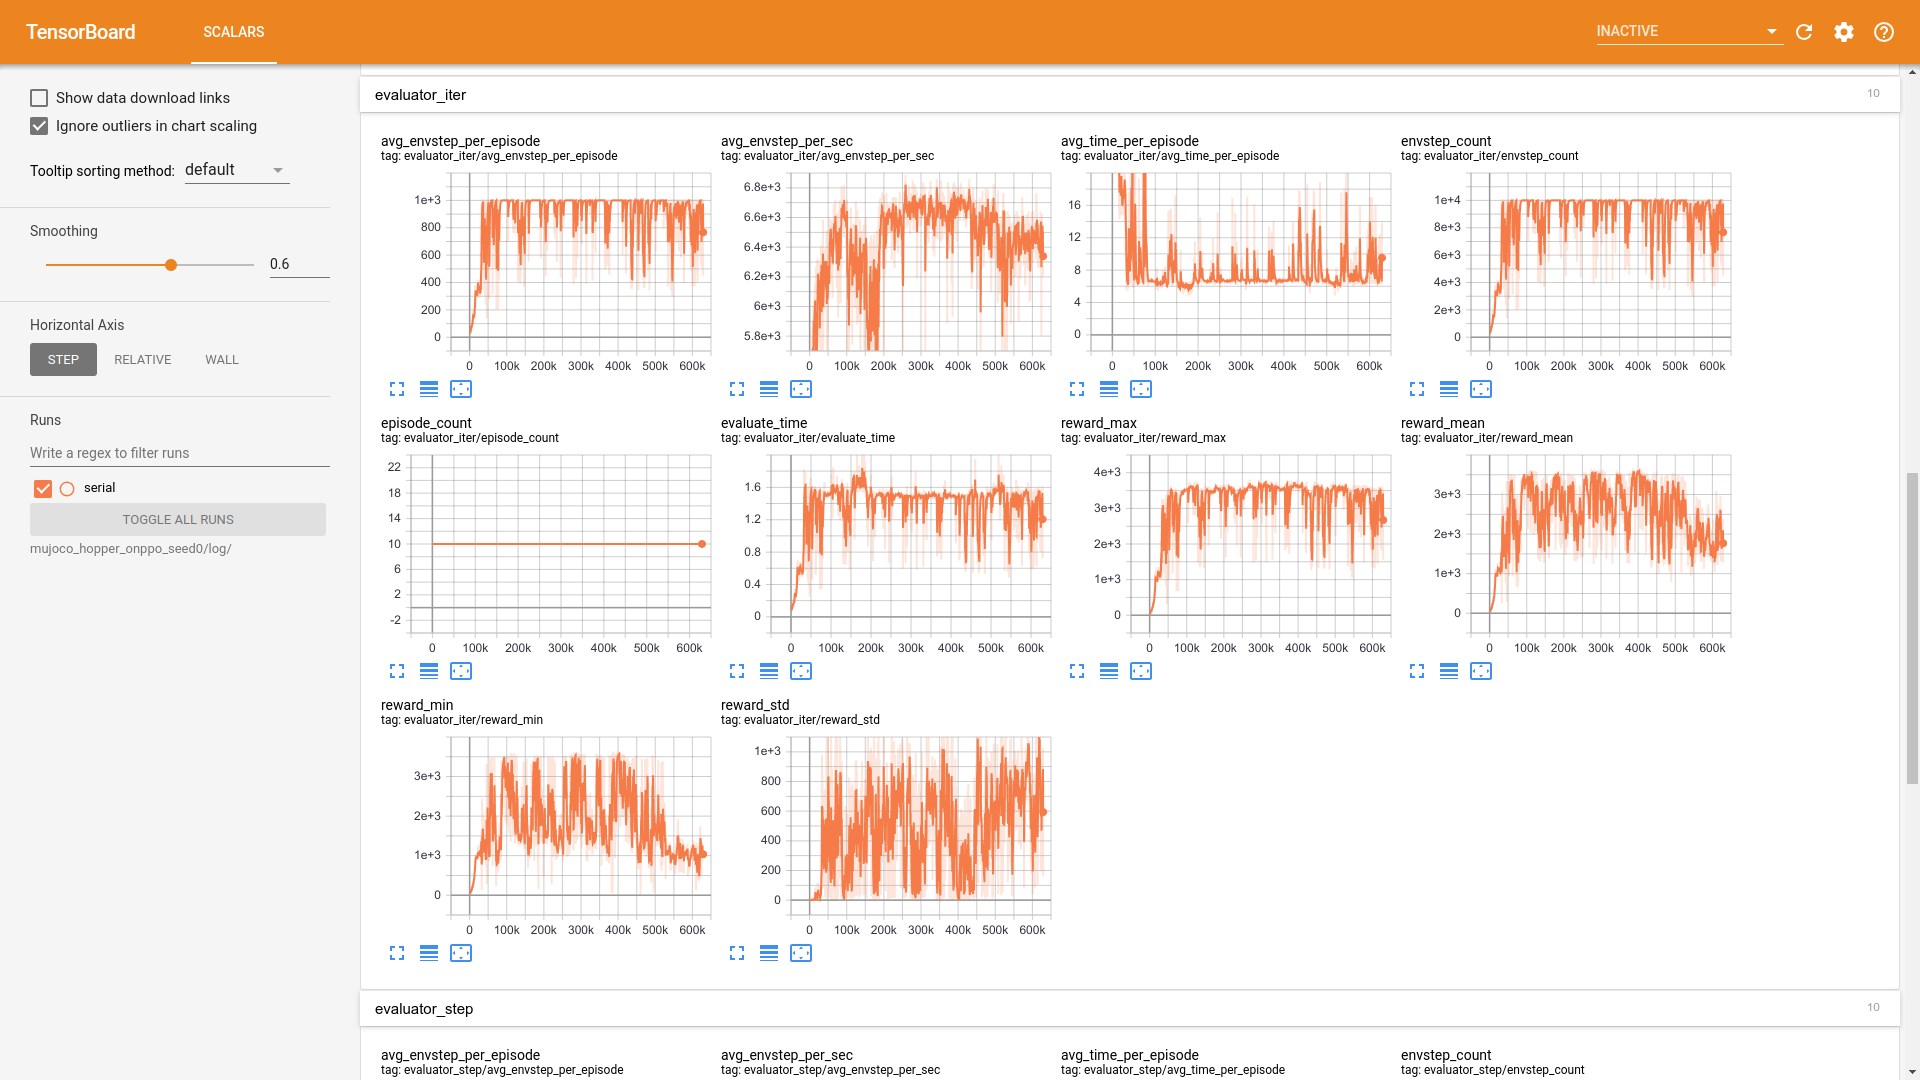 TensorBoard
SCALARS
INACTIVE
Show data download links
Ignore outliers in chart scaling
Tooltip sorting method: default
Smoothing
0.6
Horizontal Axis
STEP RELATIVE WALL
Runs
Write a regex to filter runs
serial
TOGGLE ALL RUNS
mujoco_hopper_onppo_seed0/log/
evaluator_iter
10
avg_envstep_per_episode
tag: evaluator_iter/avg_envstep_per_episode
1e+3
800
600
400
200
0
0 100k 200k 300k 400k 500k 600k
avg_envstep_per_sec
tag: evaluator_iter/avg_envstep_per_sec
6.8e+3
6.6e+3
6.4e+3
6.2e+3
6e+3
5.8e+3
0 100k 200k 300k 400k 500k 600k
avg_time_per_episode
tag: evaluator_iter/avg_time_per_episode
16
12
8
4
0
0 100k 200k 300k 400k 500k 600k
envstep_count
tag: evaluator_iter/envstep_count
1e+4
8e+3
6e+3
4e+3
2e+3
0
0 100k 200k 300k 400k 500k 600k
episode_count
tag: evaluator_iter/episode_count
22
18
14
10
6
2
-2
0 100k 200k 300k 400k 500k 600k
evaluate_time
tag: evaluator_iter/evaluate_time
1.6
1.2
0.8
0.4
0
0 100k 200k 300k 400k 500k 600k
reward_max
tag: evaluator_iter/reward_max
4e+3
3e+3
2e+3
1e+3
0
0 100k 200k 300k 400k 500k 600k
reward_mean
tag: evaluator_iter/reward_mean
3e+3
2e+3
1e+3
0
0 100k 200k 300k 400k 500k 600k
reward_min
tag: evaluator_iter/reward_min
3e+3
2e+3
1e+3
0
0 100k 200k 300k 400k 500k 600k
reward_std
tag: evaluator_iter/reward_std
1e+3
800
600
400
200
0
0 100k 200k 300k 400k 500k 600k
evaluator_step
10
avg_envstep_per_episode
tag: evaluator_step/avg_envstep_per_episode
avg_envstep_per_sec
tag: evaluator_step/avg_envstep_per_sec
avg_time_per_episode
tag: evaluator_step/avg_time_per_episode
envstep_count
tag: evaluator_step/envstep_count